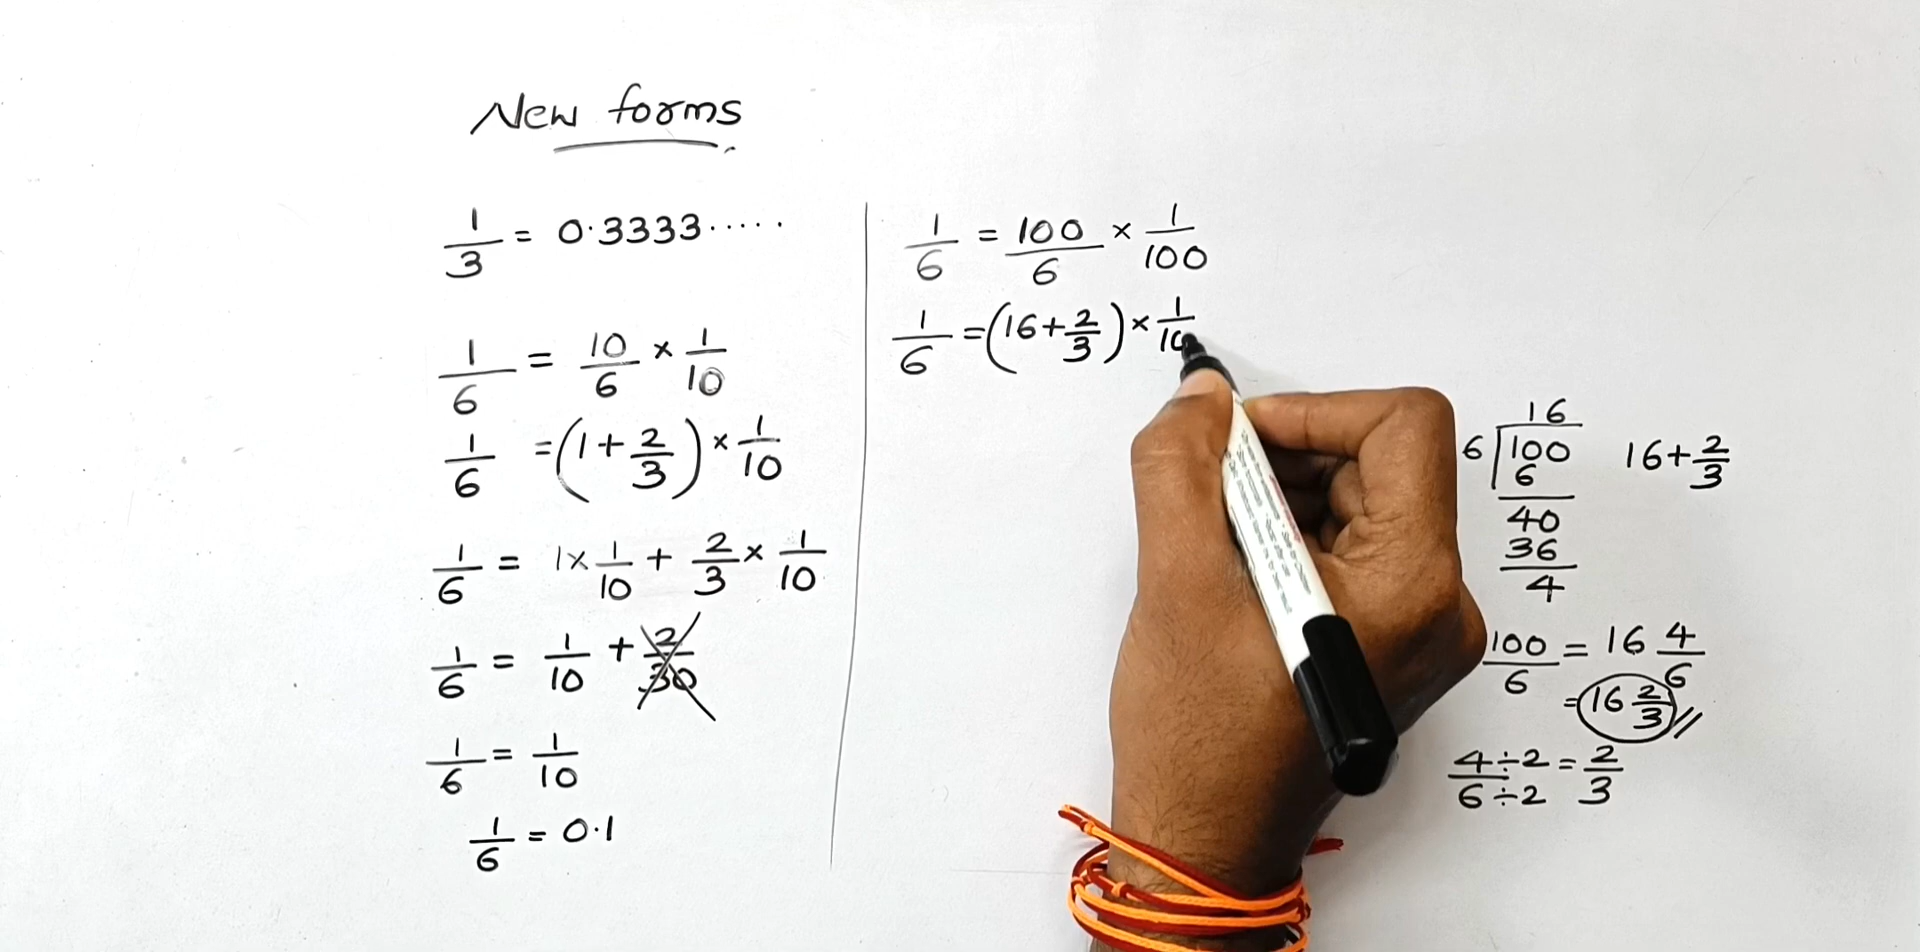 New forms
1/3 = 0.3333.....
1/6 = 10/6 × 1/10
1/6 = (1 + 2/3) × 1/10
1/6 = 1 × 1/10 + 2/3 × 1/10
1/6 = 1/10 + 2/30
1/6 = 1/10
1/6 = 0.1
1/6 = 100/6 × 1/100
1/6 = (16 + 2/3) × 1/10
16
6 100 16 + 2/3
6
40
36
4
100/6 = 16 4/6
= 16 2/3 //
4÷2/6÷2 = 2/3